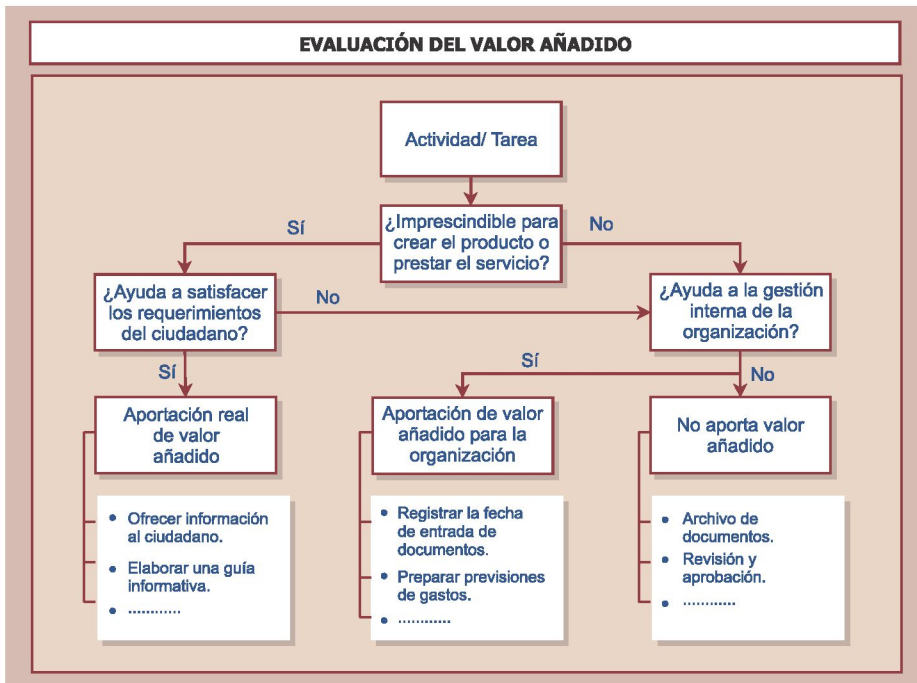 EVALUACIÓN DEL VALOR AÑADIDO
Actividad/ Tarea
¿Imprescindible para
crear el producto o
prestar el servicio?
Sí
No
¿Ayuda a satisfacer
los requerimientos
del ciudadano?
No
¿Ayuda a la gestión
interna de la
organización?
Sí
Sí
No
Aportación real
de valor
añadido
Aportación de valor
añadido para la
organización
No aporta valor
añadido
• Ofrecer información
al ciudadano.
• Elaborar una guía
informativa.
• ............
• Registrar la fecha
de entrada de
documentos.
• Preparar previsiones
de gastos.
• ............
• Archivo de
documentos.
• Revisión y
aprobación.
• ............